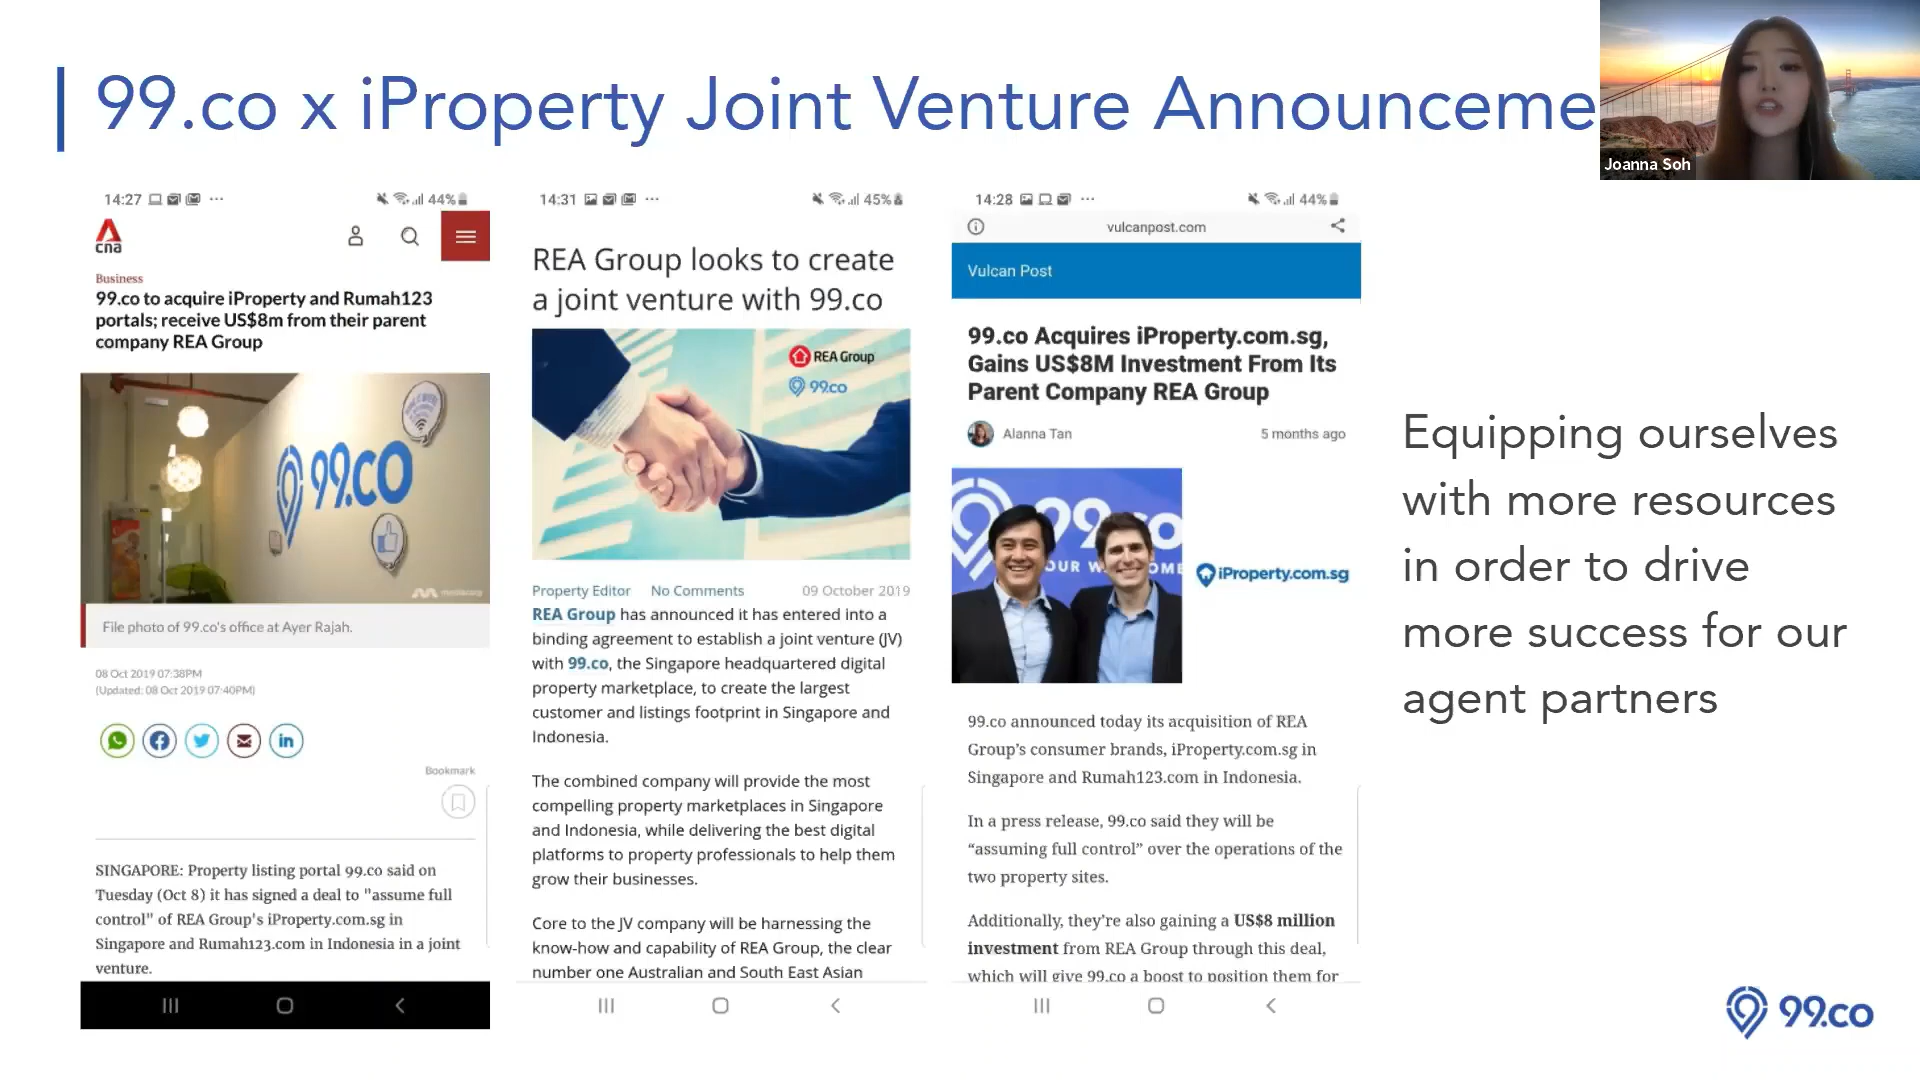 99.co x iProperty Joint Venture Announceme
Joanna Soh
14:27
44%
cna
Business
99.co to acquire iProperty and Rumah123
portals; receive US$8m from their parent
company REA Group
99.co
mediacorp
File photo of 99.co's office at Ayer Rajah.
08 Oct 2019 07:38PM
(Updated: 08 Oct 2019 07:40PM)
Bookmark
SINGAPORE: Property listing portal 99.co said on
Tuesday (Oct 8) it has signed a deal to "assume full
control" of REA Group's iProperty.com.sg in
Singapore and Rumah123.com in Indonesia in a joint
venture.
14:31
45%
REA Group looks to create
a joint venture with 99.co
REA Group
99.co
Property Editor No Comments 09 October 2019
REA Group has announced it has entered into a
binding agreement to establish a joint venture (JV)
with 99.co, the Singapore headquartered digital
property marketplace, to create the largest
customer and listings footprint in Singapore and
Indonesia.
The combined company will provide the most
compelling property marketplaces in Singapore
and Indonesia, while delivering the best digital
platforms to property professionals to help them
grow their businesses.
Core to the JV company will be harnessing the
know-how and capability of REA Group, the clear
number one Australian and South East Asian
14:28
44%
vulcanpost.com
Vulcan Post
99.co Acquires iProperty.com.sg,
Gains US$8M Investment From Its
Parent Company REA Group
Alanna Tan 5 months ago
99.co
OUR W OME
iProperty.com.sg
99.co announced today its acquisition of REA
Group's consumer brands, iProperty.com.sg in
Singapore and Rumah123.com in Indonesia.
In a press release, 99.co said they will be
“assuming full control” over the operations of the
two property sites.
Additionally, they're also gaining a US$8 million
investment from REA Group through this deal,
which will give 99.co a boost to position them for
Equipping ourselves
with more resources
in order to drive
more success for our
agent partners
99.co